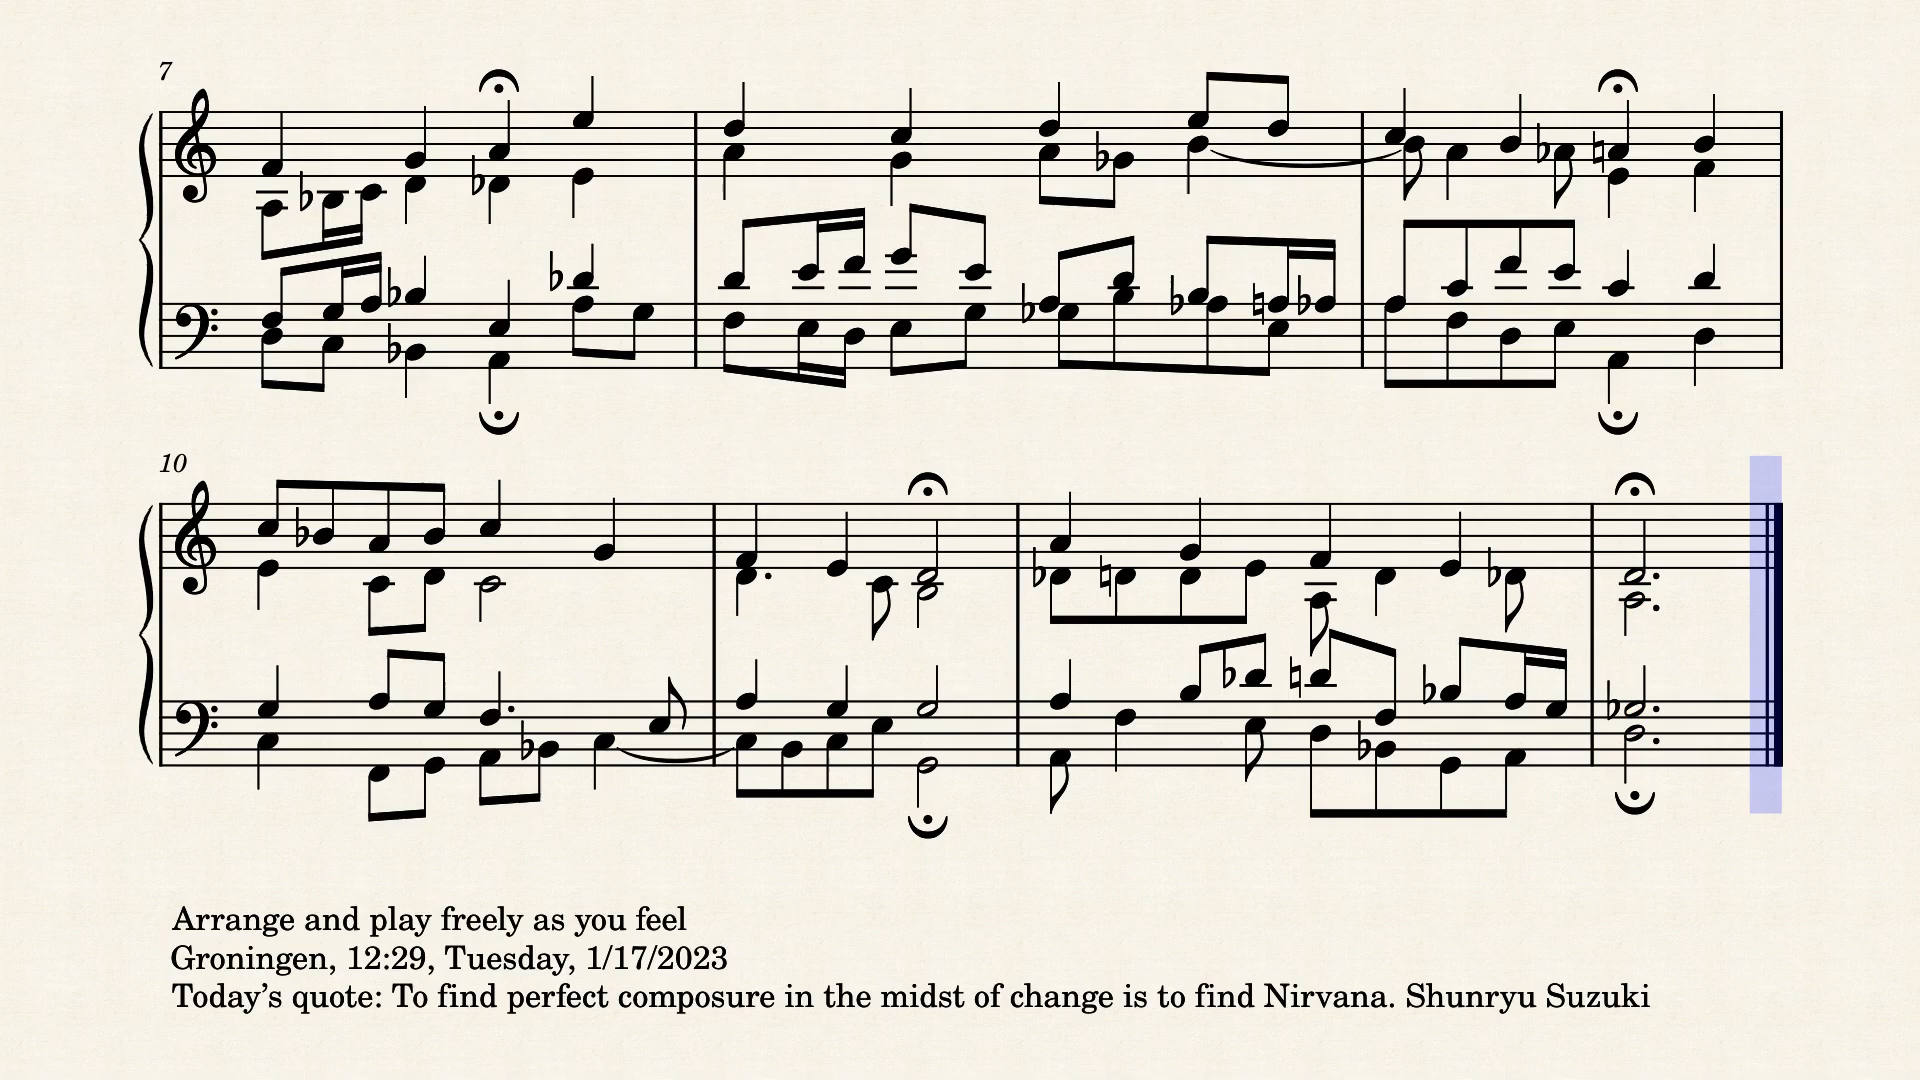 7
10
Arrange and play freely as you feel
Groningen, 12:29, Tuesday, 1/17/2023
Today's quote: To find perfect composure in the midst of change is to find Nirvana. Shunryu Suzuki